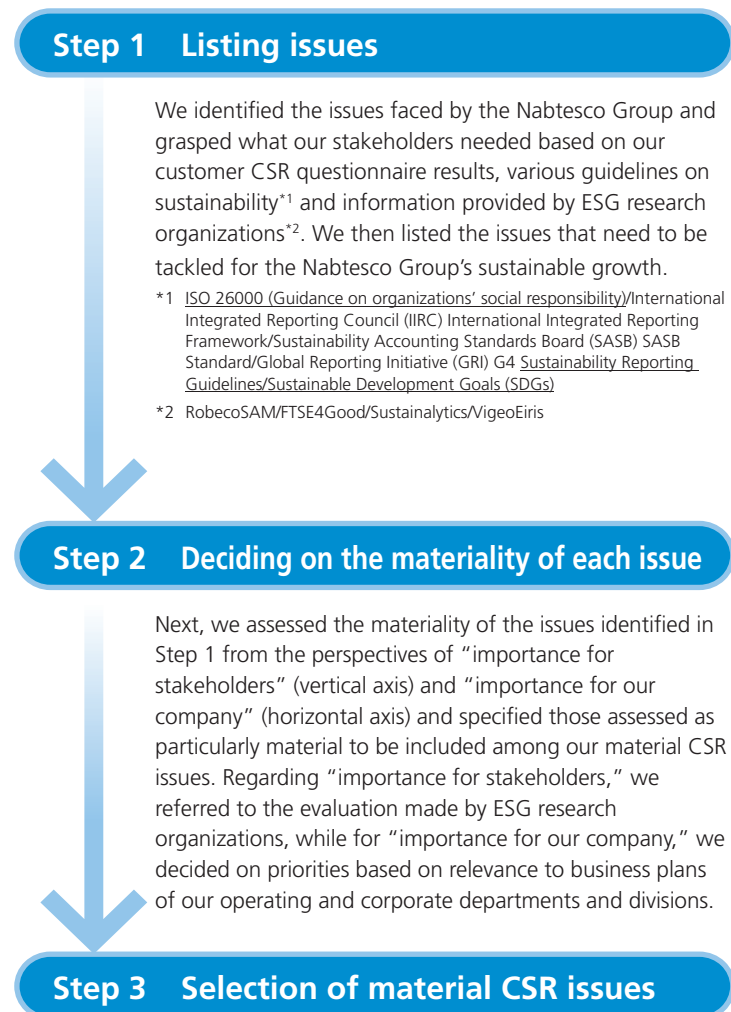 Step 1 Listing issues
We identified the issues faced by the Nabtesco Group and
grasped what our stakeholders needed based on our
customer CSR questionnaire results, various guidelines on
sustainability*1 and information provided by ESG research
organizations*2. We then listed the issues that need to be
tackled for the Nabtesco Group’s sustainable growth.
*1 ISO 26000 (Guidance on organizations’ social responsibility)/International
Integrated Reporting Council (IIRC) International Integrated Reporting
Framework/Sustainability Accounting Standards Board (SASB) SASB
Standard/Global Reporting Initiative (GRI) G4 Sustainability Reporting
Guidelines/Sustainable Development Goals (SDGs)
*2 RobecoSAM/FTSE4Good/Sustainalytics/VigeoEiris
Step 2 Deciding on the materiality of each issue
Next, we assessed the materiality of the issues identified in
Step 1 from the perspectives of “importance for
stakeholders” (vertical axis) and “importance for our
company” (horizontal axis) and specified those assessed as
particularly material to be included among our material CSR
issues. Regarding “importance for stakeholders,” we
referred to the evaluation made by ESG research
organizations, while for “importance for our company,” we
decided on priorities based on relevance to business plans
of our operating and corporate departments and divisions.
Step 3 Selection of material CSR issues